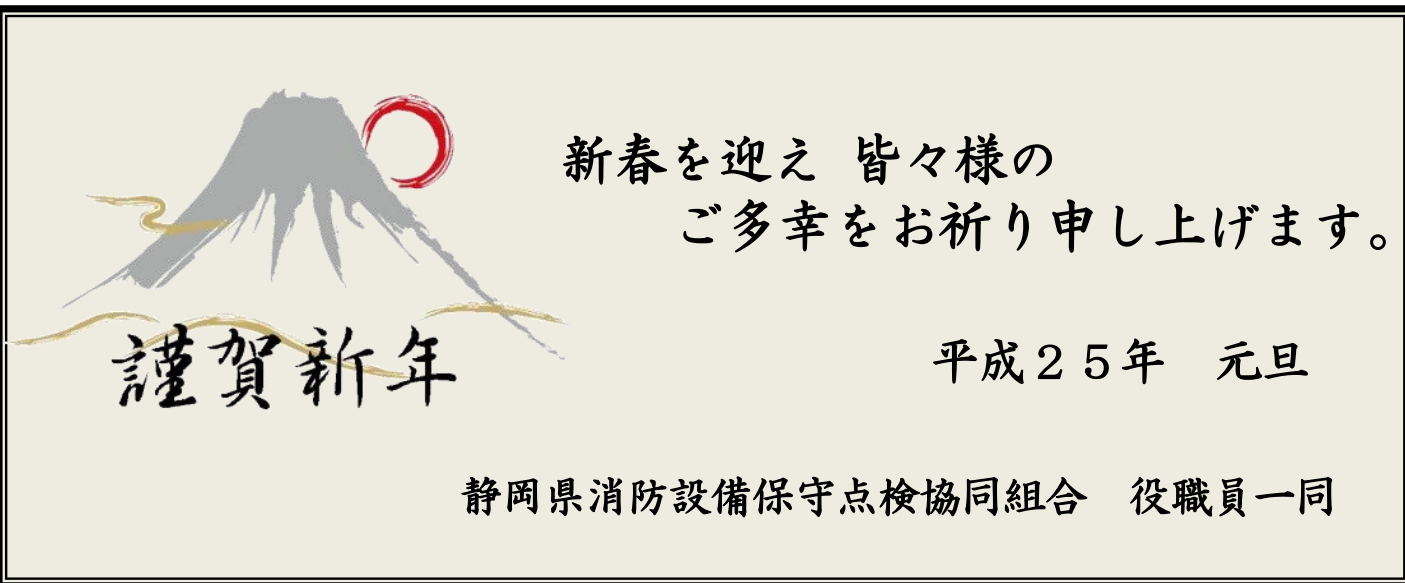 謹賀新年
新春を迎え 皆々様の
ご多幸をお祈り申し上げます。
平成２５年　元旦
静岡県消防設備保守点検協同組合　役職員一同